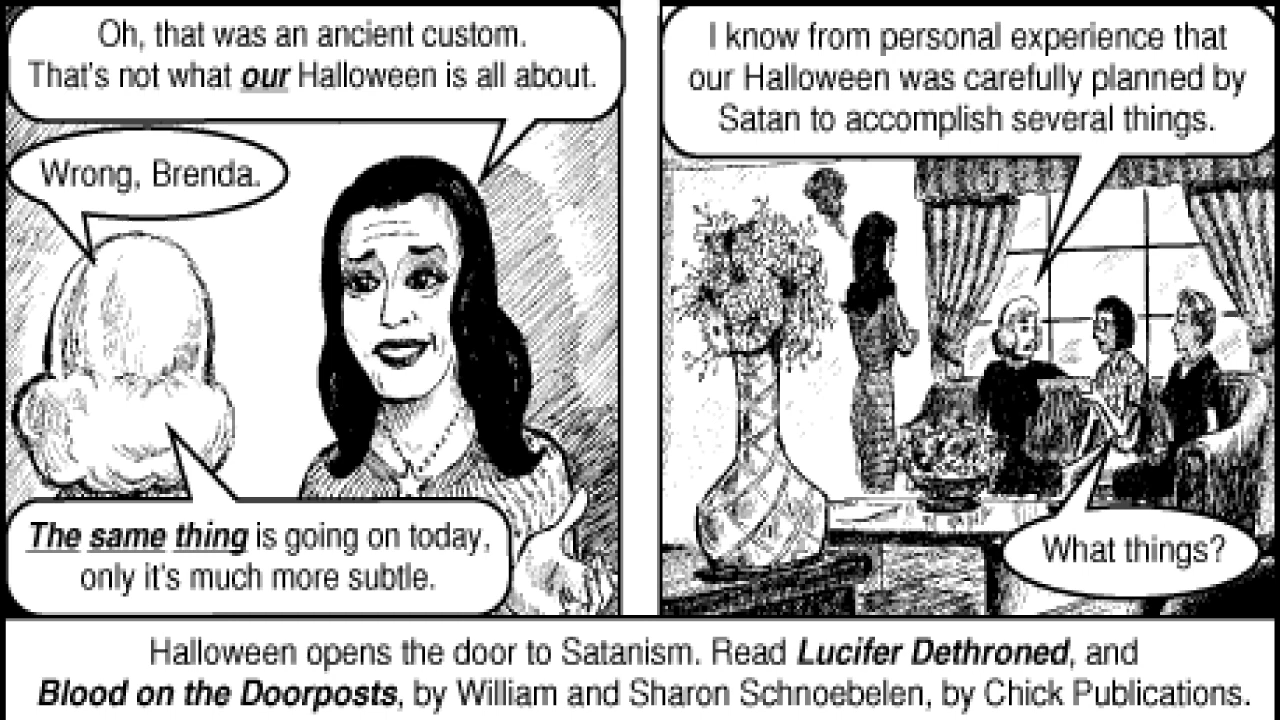 Oh, that was an ancient custom.
That's not what our Halloween is all about.
Wrong, Brenda.
The same thing is going on today,
only it's much more subtle.
I know from personal experience that
our Halloween was carefully planned by
Satan to accomplish several things.
What things?
Halloween opens the door to Satanism. Read Lucifer Dethroned, and
Blood on the Doorposts, by William and Sharon Schnoebelen, by Chick Publications.